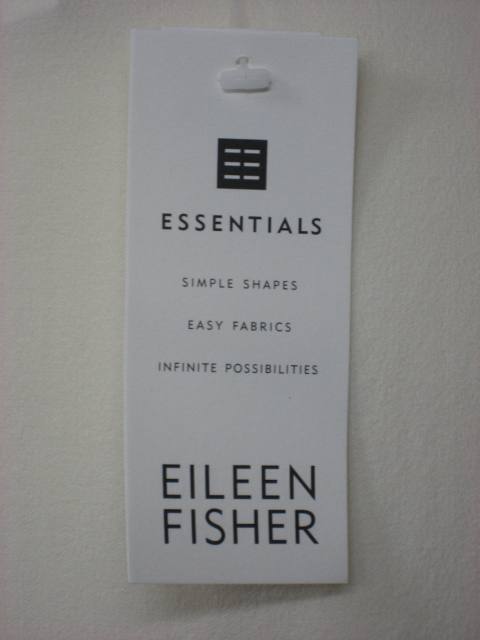 ESSENTIALS
SIMPLE SHAPES
EASY FABRICS
INFINITE POSSIBILITIES
EILEEN
FISHER